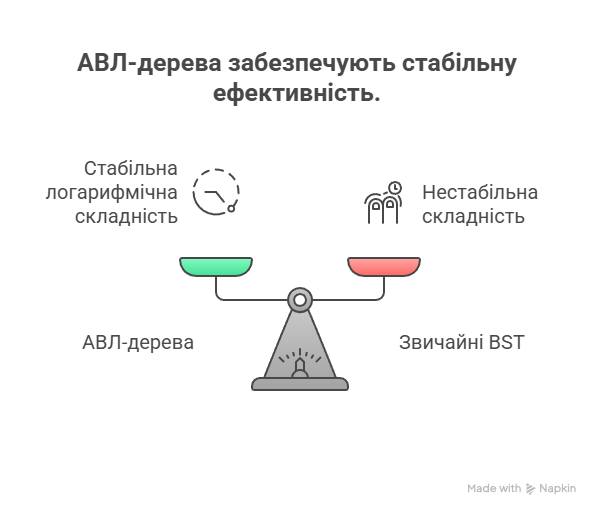 АВЛ-дерева забезпечують стабільну
ефективність.
Стабільна
логарифмічна
складність
Нестабільна
складність
АВЛ-дерева
Звичайні BST
Made with Napkin